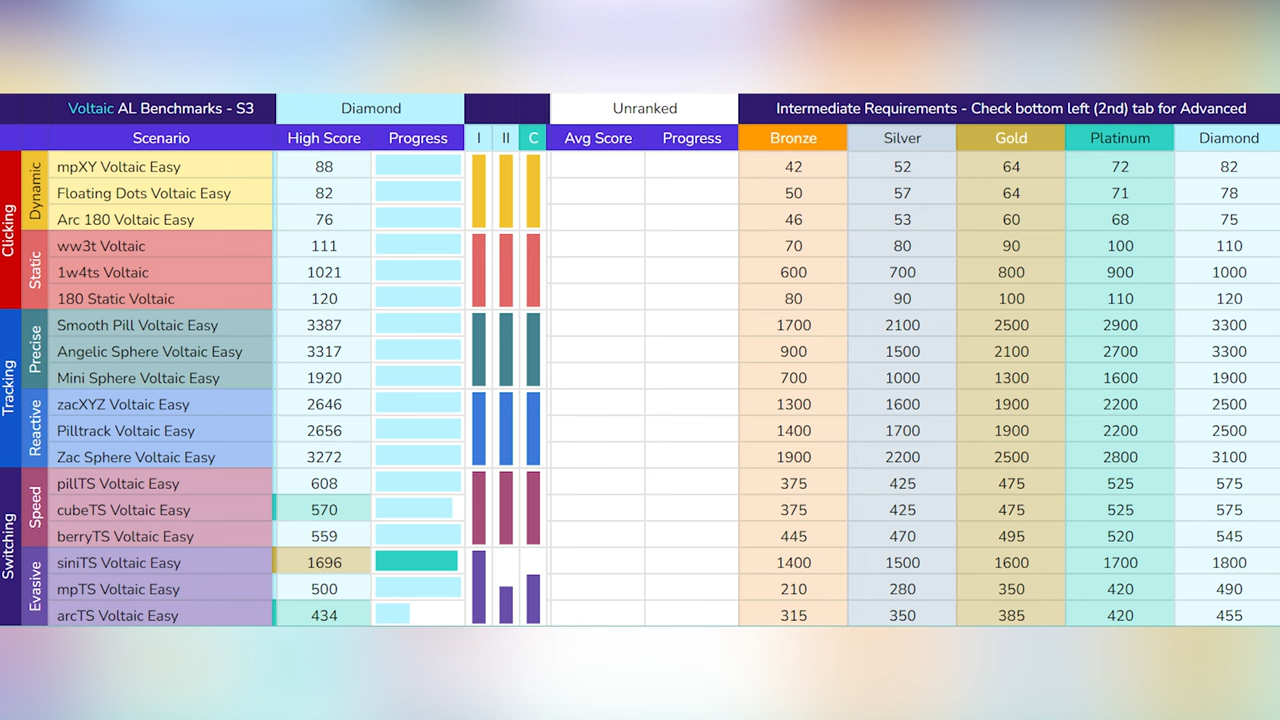 Voltaic AL Benchmarks - S3 Diamond Unranked Intermediate Requirements - Check bottom left (2nd) tab for Advanced
Scenario High Score Progress I II C Avg Score Progress Bronze Silver Gold Platinum Diamond
Clicking
Dynamic
mpXY Voltaic Easy 88 42 52 64 72 82
Floating Dots Voltaic Easy 82 50 57 64 71 78
Arc 180 Voltaic Easy 76 46 53 60 68 75
Static
ww3t Voltaic 111 70 80 90 100 110
1w4ts Voltaic 1021 600 700 800 900 1000
180 Static Voltaic 120 80 90 100 110 120
Tracking
Precise
Smooth Pill Voltaic Easy 3387 1700 2100 2500 2900 3300
Angelic Sphere Voltaic Easy 3317 900 1500 2100 2700 3300
Mini Sphere Voltaic Easy 1920 700 1000 1300 1600 1900
Reactive
zacXYZ Voltaic Easy 2646 1300 1600 1900 2200 2500
Pilltrack Voltaic Easy 2656 1400 1700 1900 2200 2500
Zac Sphere Voltaic Easy 3272 1900 2200 2500 2800 3100
Switching
Speed
pillTS Voltaic Easy 608 375 425 475 525 575
cubeTS Voltaic Easy 570 375 425 475 525 575
berryTS Voltaic Easy 559 445 470 495 520 545
Evasive
siniTS Voltaic Easy 1696 1400 1500 1600 1700 1800
mpTS Voltaic Easy 500 210 280 350 420 490
arcTS Voltaic Easy 434 315 350 385 420 455